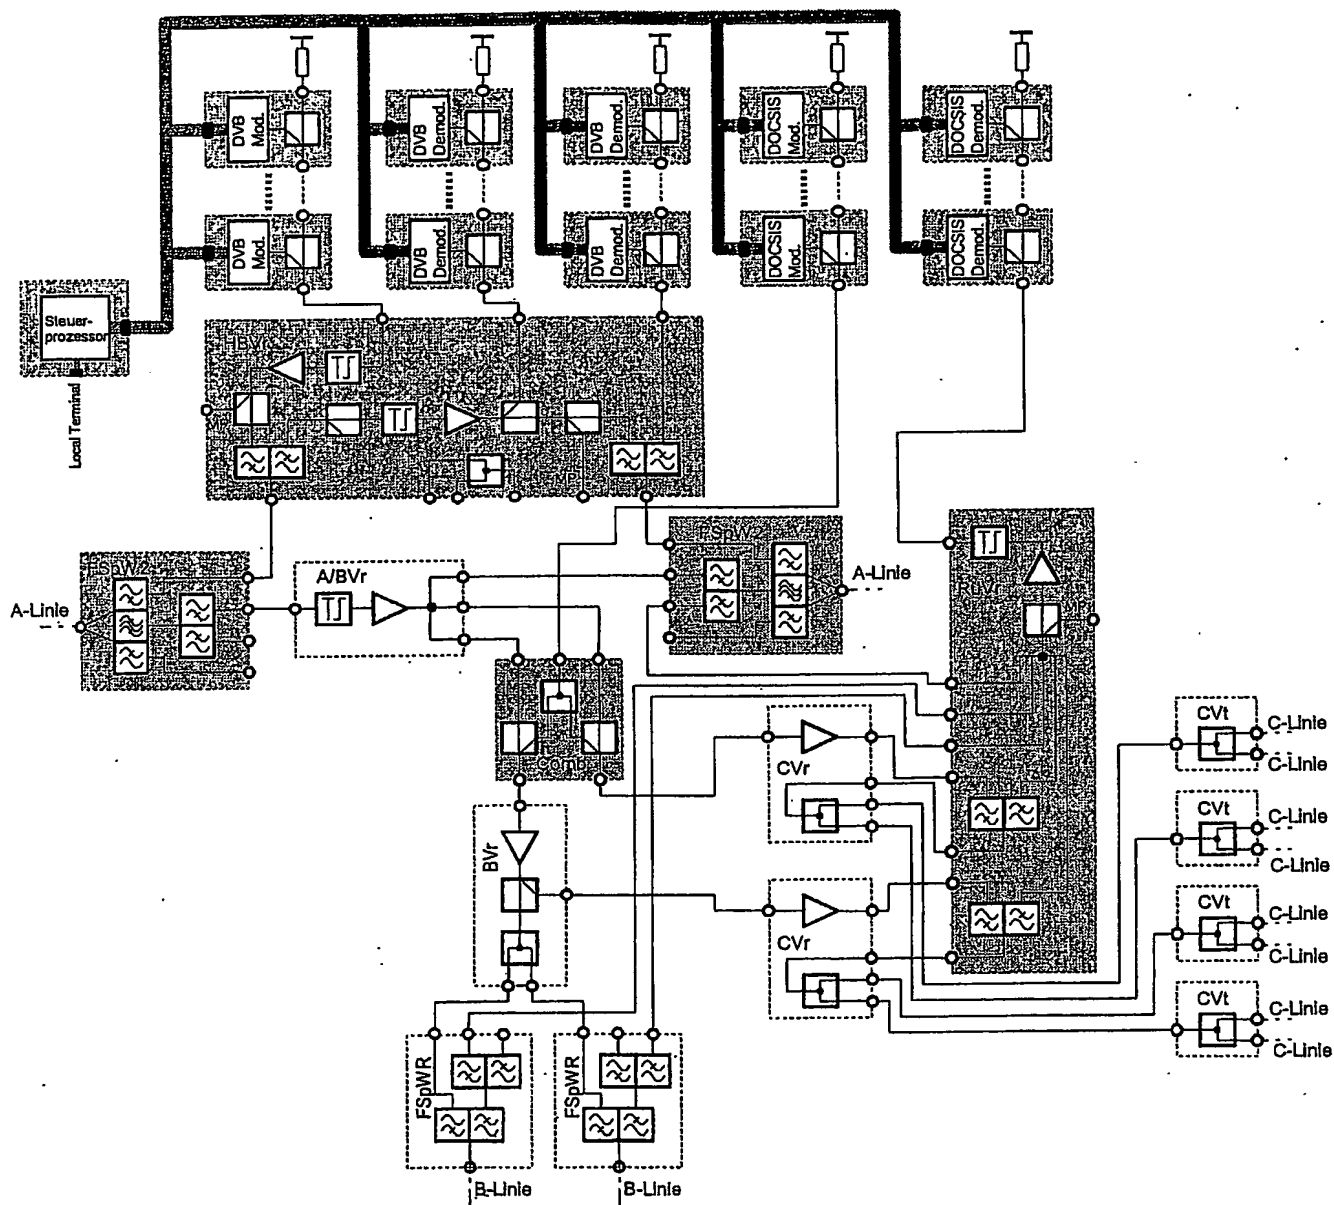 DVB Mod.
DVB Demod.
DVB Demod.
DOCSIS Mod.
DOCSIS Demod.
DVB Mod.
DVB Demod.
DVB Demod.
DOCSIS Mod.
DOCSIS Demod.
Steuer-
prozessor
Local Terminal
FSpW2
A/BVr
FSpW2
A-Linie
A-Linie
MP
Comb
CVr
CVr
BVr
CVt
C-Linie
C-Linie
CVt
C-Linie
C-Linie
CVt
C-Linie
C-Linie
CVt
C-Linie
C-Linie
FSpWR
FSpWR
B-Linie
B-Linie